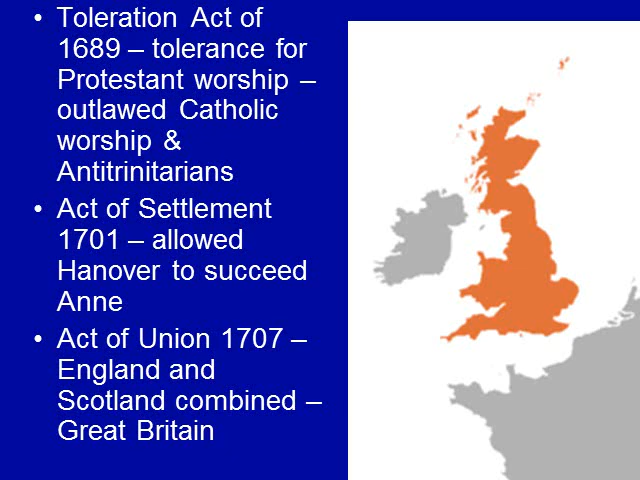 • Toleration Act of
1689 – tolerance for
Protestant worship –
outlawed Catholic
worship &
Antitrinitarians
• Act of Settlement
1701 – allowed
Hanover to succeed
Anne
• Act of Union 1707 –
England and
Scotland combined –
Great Britain